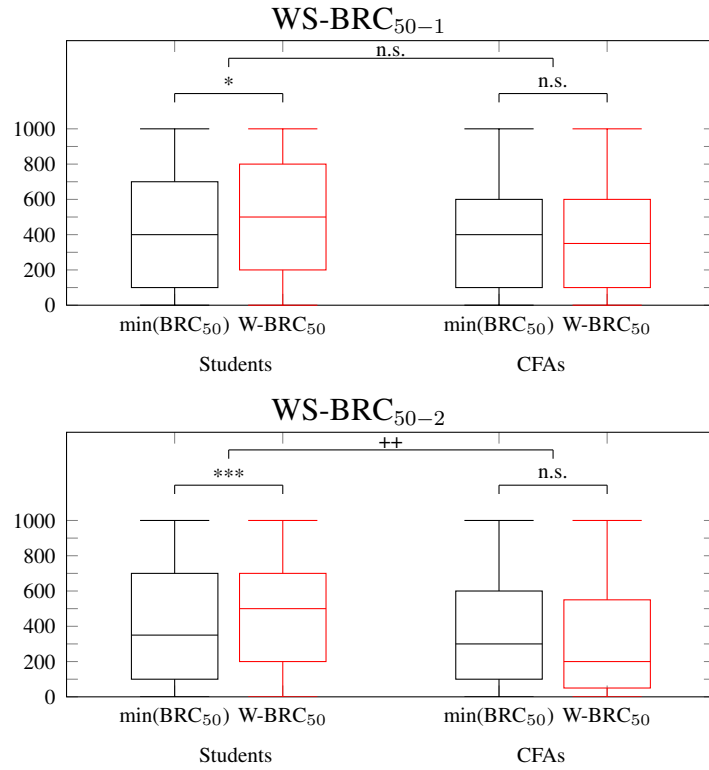 WS-BRC50−1
n.s.
* n.s.
1000
800
600
400
200
0
min(BRC50) W-BRC50 min(BRC50) W-BRC50
Students CFAs
WS-BRC50−2
++
*** n.s.
1000
800
600
400
200
0
min(BRC50) W-BRC50 min(BRC50) W-BRC50
Students CFAs